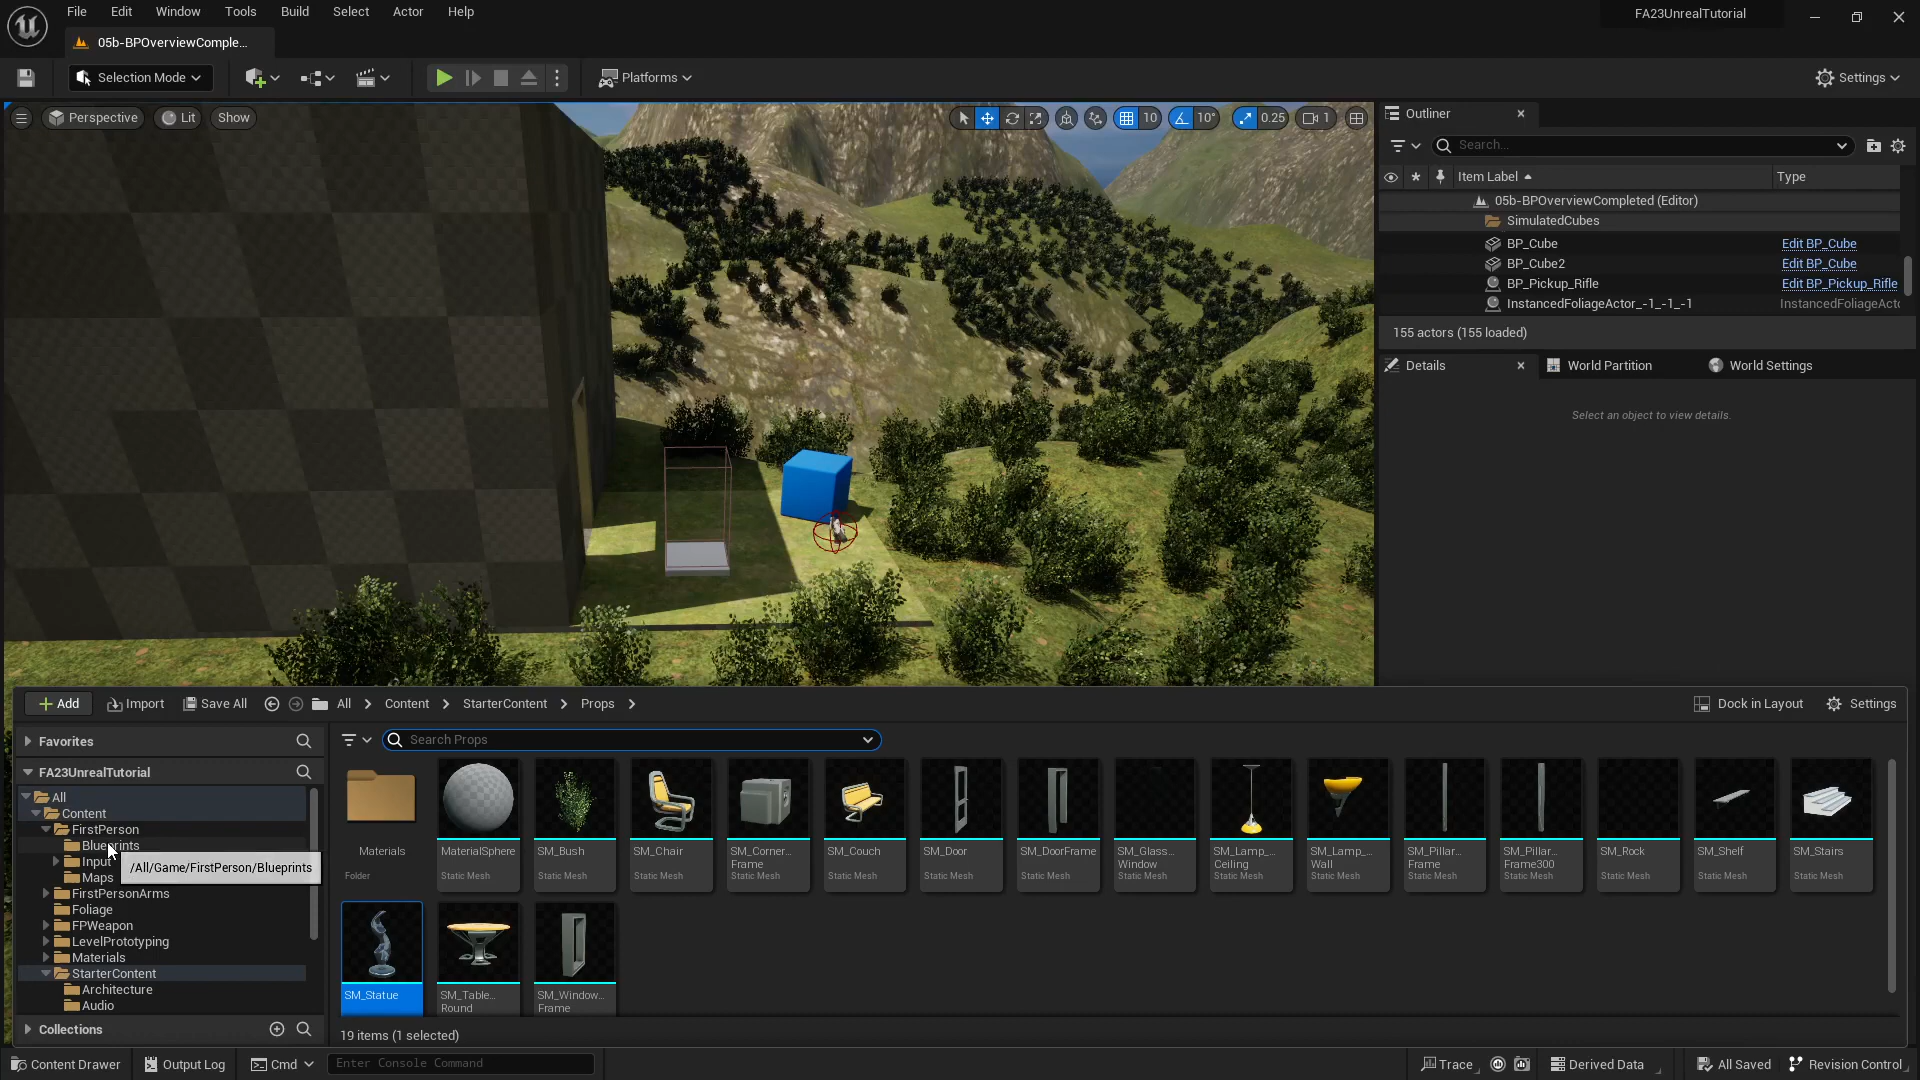 File Edit Window Tools Build Select Actor Help
FA23UnrealTutorial
05b-BPOverviewComple...
Selection Mode
Platforms
Settings
Perspective Lit Show
10 10° 0.25 1
Outliner
Search...
Item Label Type
05b-BPOverviewCompleted (Editor)
SimulatedCubes
BP_Cube Edit BP_Cube
BP_Cube2 Edit BP_Cube
BP_Pickup_Rifle Edit BP_Pickup_Rifle
InstancedFoliageActor_-1_-1_-1 InstancedFoliageActo
155 actors (155 loaded)
Details World Partition World Settings
Select an object to view details.
Add Import Save All All Content StarterContent Props
Dock in Layout Settings
Favorites
Search Props
FA23UnrealTutorial
All
Content
FirstPerson
Blueprints
Input
/All/Game/FirstPerson/Blueprints
Maps
FirstPersonArms
Foliage
FPWeapon
LevelPrototyping
Materials
StarterContent
Architecture
Audio
Collections
Materials
Folder
MaterialSphere
Static Mesh
SM_Bush
Static Mesh
SM_Chair
Static Mesh
SM_Corner...
Frame
Static Mesh
SM_Couch
Static Mesh
SM_Door
Static Mesh
SM_DoorFrame
Static Mesh
SM_Glass...
Window
Static Mesh
SM_Lamp_...
Ceiling
Static Mesh
SM_Lamp_...
Wall
Static Mesh
SM_Pillar...
Frame
Static Mesh
SM_Pillar...
Frame300
Static Mesh
SM_Rock
Static Mesh
SM_Shelf
Static Mesh
SM_Stairs
Static Mesh
SM_Statue
SM_Table...
Round
SM_Window...
Frame
19 items (1 selected)
Content Drawer Output Log Cmd Enter Console Command
Trace Derived Data All Saved Revision Control